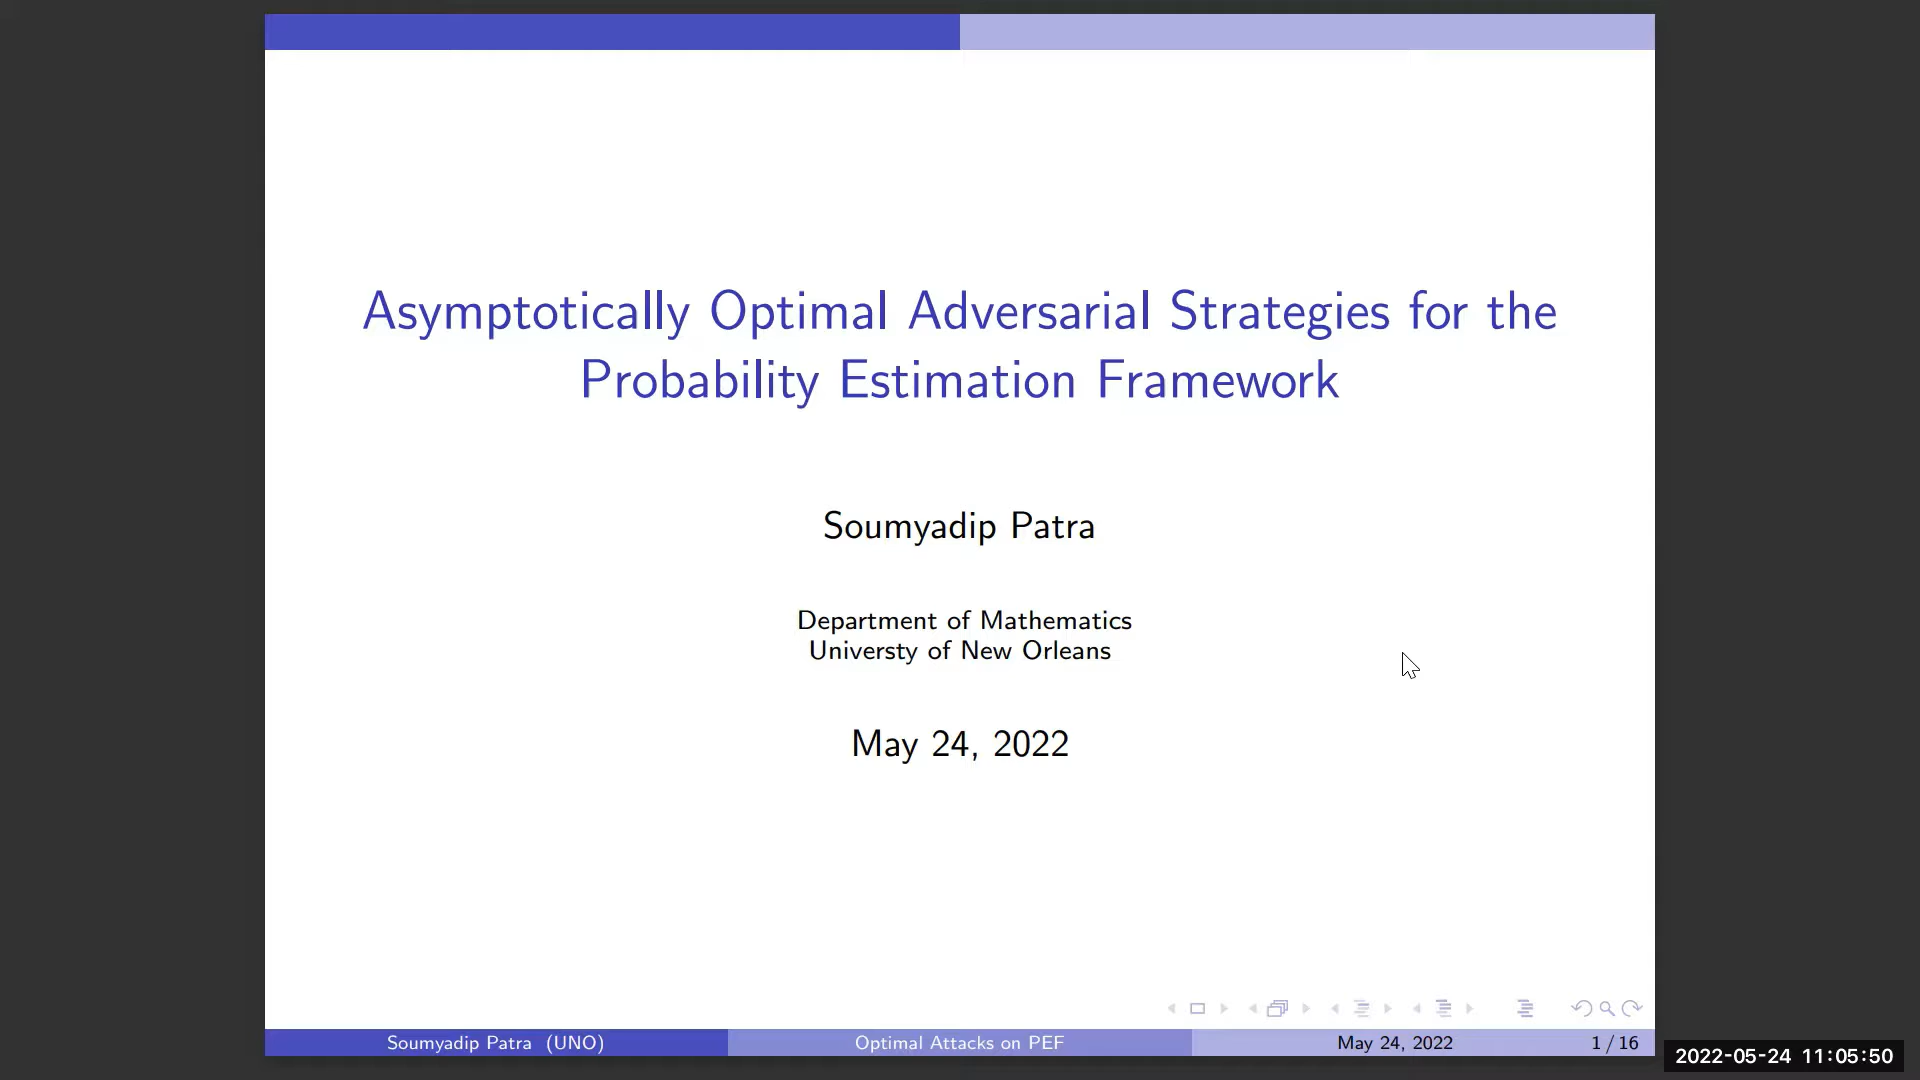 Asymptotically Optimal Adversarial Strategies for the
Probability Estimation Framework
Soumyadip Patra
Department of Mathematics
Universty of New Orleans
May 24, 2022
Soumyadip Patra (UNO)
Optimal Attacks on PEF
May 24, 2022
1 / 16
2022-05-24 11:05:50